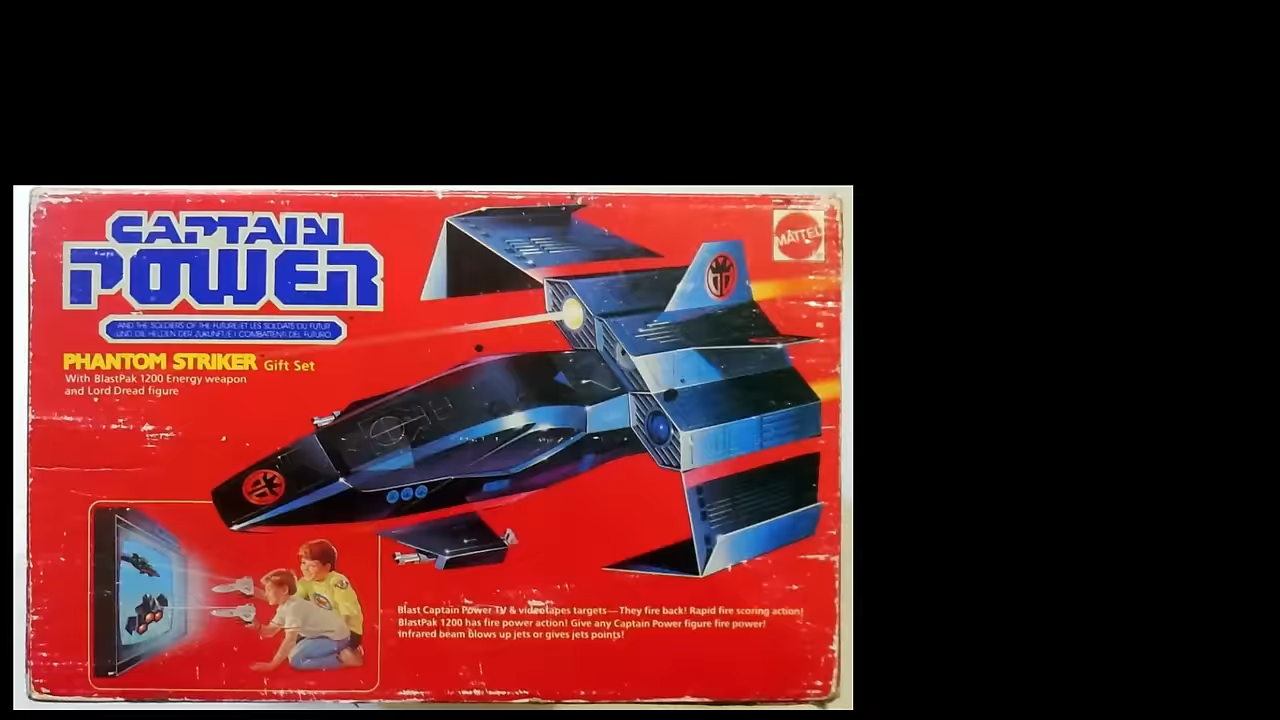 CAPTAIN
POWER
AND THE SOLDIERS OF THE FUTURE/ET LES SOLDATS DU FUTUR
UND DIE HELDEN DER ZUKUNFT/E I COMBATTENTI DEL FUTURO
PHANTOM STRIKER Gift Set
With BlastPak 1200 Energy weapon
and Lord Dread figure
MATTEL
Blast Captain Power TV & videotapes targets—They fire back! Rapid fire scoring action!
BlastPak 1200 has fire power action! Give any Captain Power figure fire power!
Infrared beam blows up jets or gives jets points!